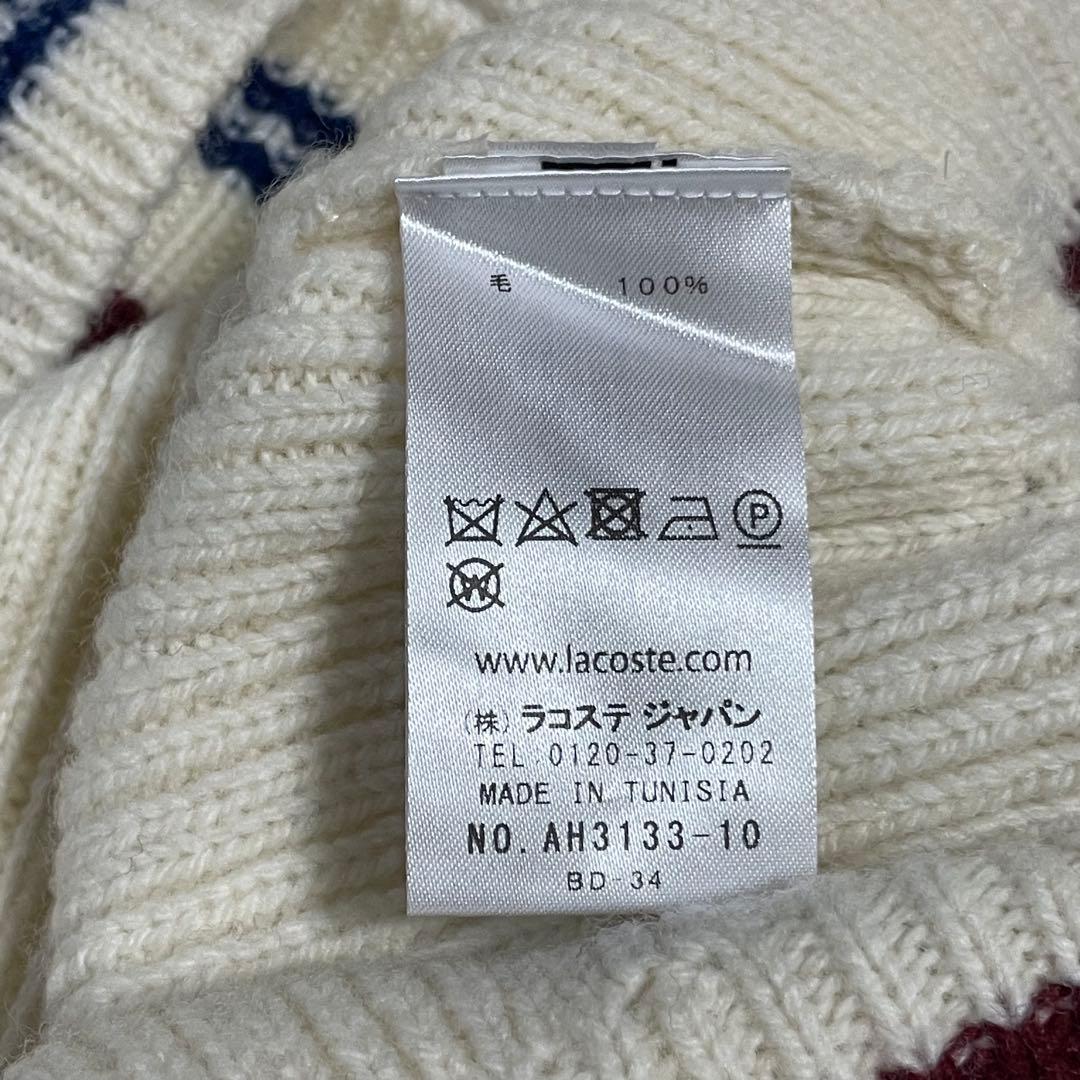 毛 100%
P
W
www.lacoste.com
(株) ラコステ ジャパン
TEL:0120-37-0202
MADE IN TUNISIA
NO. AH3133-10
BD-34